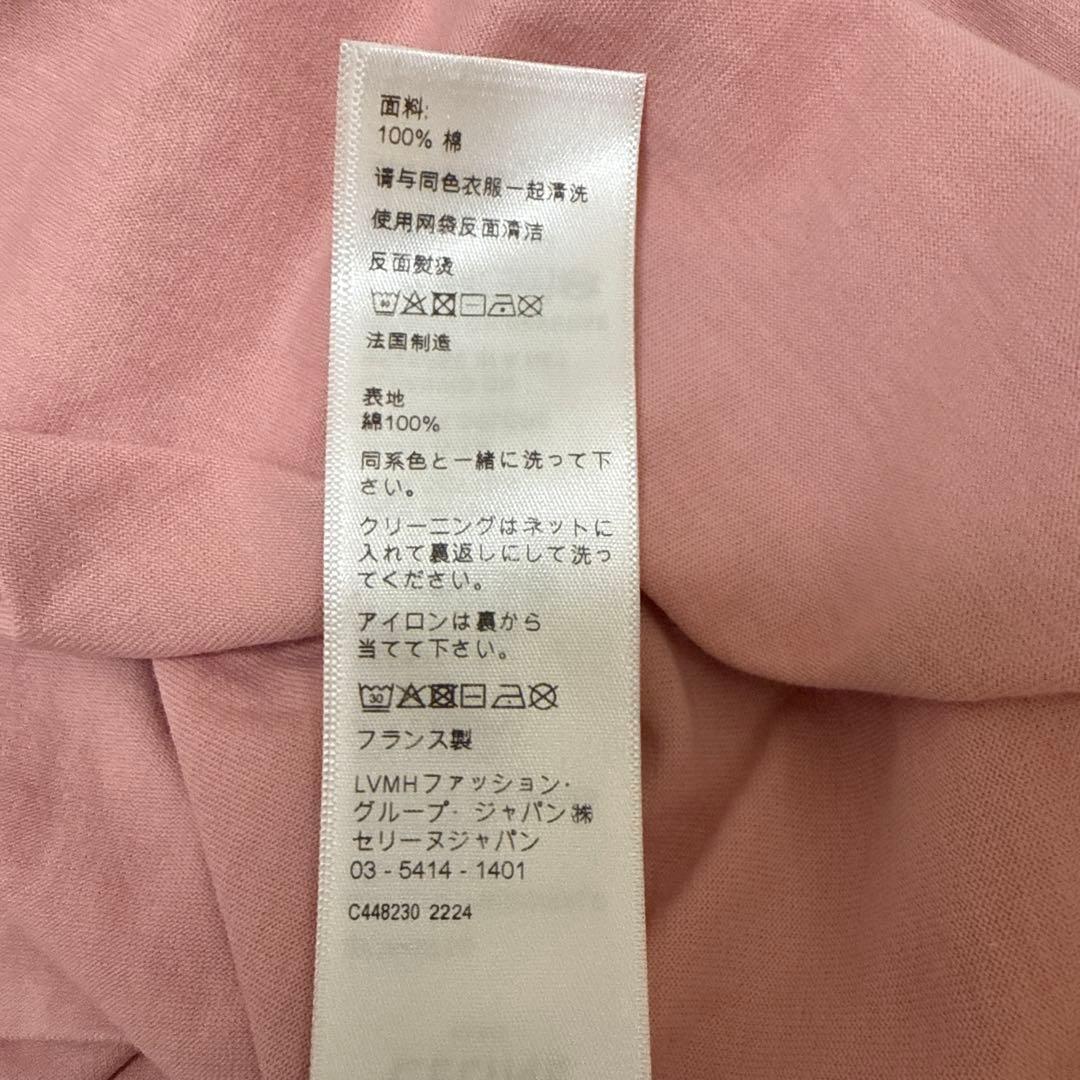 面料:
100% 棉
请与同色衣服一起清洗
使用网袋反面清洁
反面熨烫
法国制造
表地
綿100%
同系色と一緒に洗って下
さい。
クリーニングはネットに
入れて裏返しにして洗っ
てください。
アイロンは裏から
当てて下さい。
30
フランス製
LVMHファッション·
グループ·ジャパン㈱
セリーヌジャパン
03 - 5414 - 1401
C448230 2224